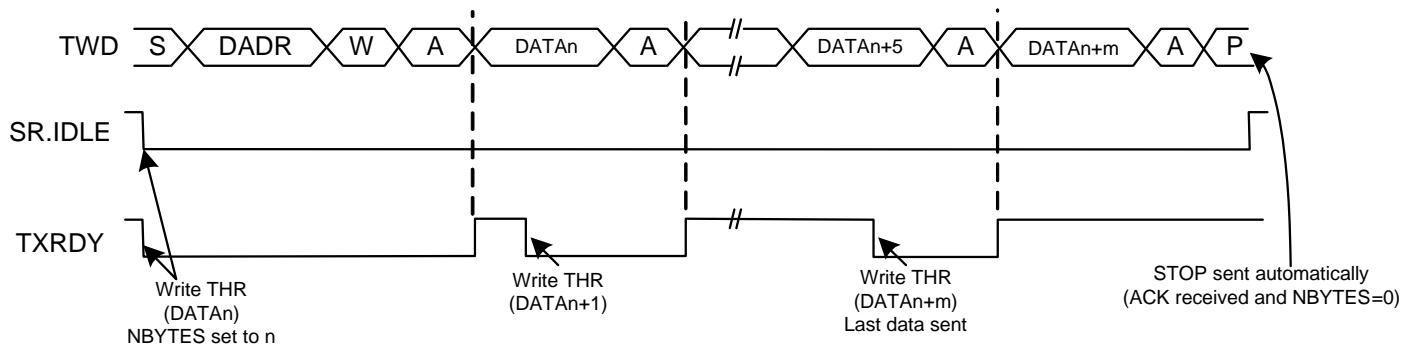 TWD S DADR W A DATAn A DATAn+5 A DATAn+m A P
SR.IDLE
TXRDY
Write THR
(DATAn)
NBYTES set to n
Write THR
(DATAn+1)
Write THR
(DATAn+m)
Last data sent
STOP sent automatically
(ACK received and NBYTES=0)